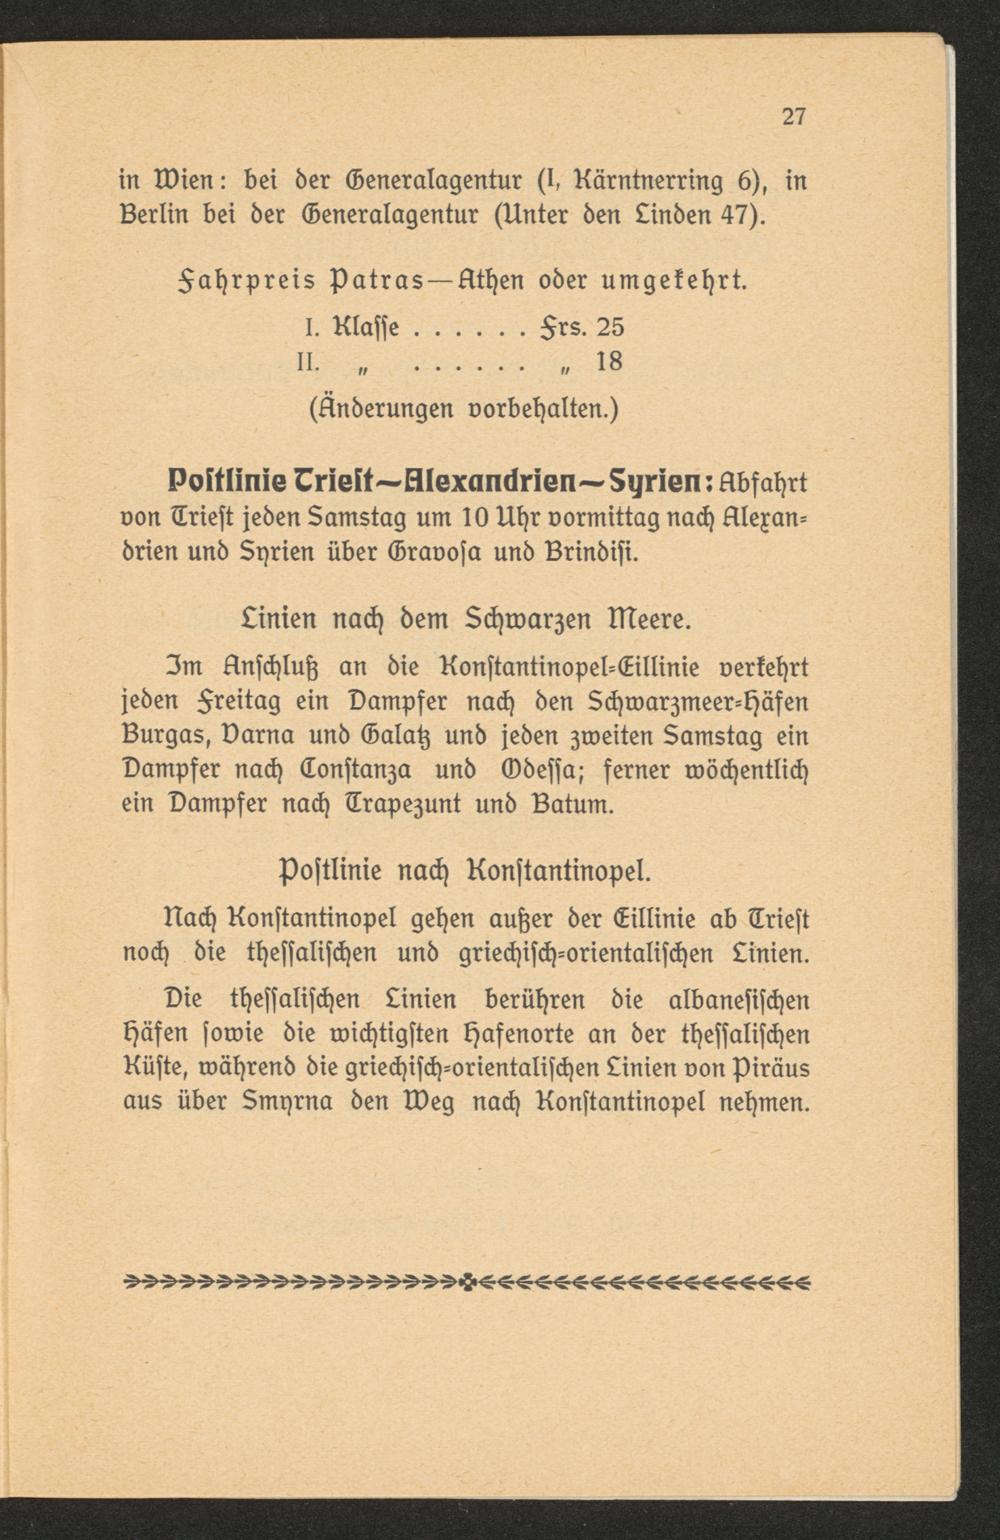 27
in Wien: bei der Generalagentur (I, Kärntnerring 6), in
Berlin bei der Generalagentur (Unter den Linden 47).
Fahrpreis Patras—Athen oder umgekehrt.
I. Klasse . . . . . . Frs. 25
II. „ . . . . . . „ 18
(Änderungen vorbehalten.)
Postlinie Triest—Alexandrien—Syrien: Abfahrt
von Triest jeden Samstag um 10 Uhr vormittag nach Alexan-
drien und Syrien über Gravosa und Brindisi.
Linien nach dem Schwarzen Meere.
Im Anschluß an die Konstantinopel-Eillinie verkehrt
jeden Freitag ein Dampfer nach den Schwarzmeer-Häfen
Burgas, Varna und Galatz und jeden zweiten Samstag ein
Dampfer nach Constanza und Odessa; ferner wöchentlich
ein Dampfer nach Trapezunt und Batum.
Postlinie nach Konstantinopel.
Nach Konstantinopel gehen außer der Eillinie ab Triest
noch die thessalischen und griechisch-orientalischen Linien.
Die thessalischen Linien berühren die albanesischen
Häfen sowie die wichtigsten Hafenorte an der thessalischen
Küste, während die griechisch-orientalischen Linien von Piräus
aus über Smyrna den Weg nach Konstantinopel nehmen.